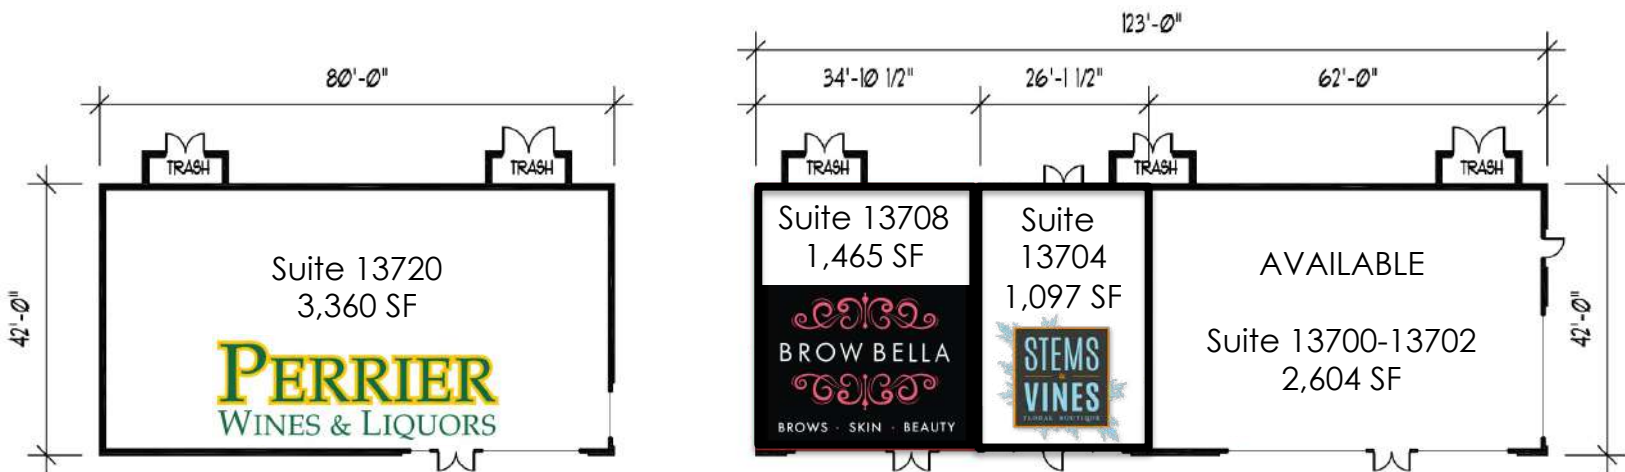 80'-0"
TRASH
TRASH
42'-0"
Suite 13720
3,360 SF
PERRIER
WINES & LIQUORS
123'-0"
34'-10 1/2"
26'-1 1/2"
62'-0"
TRASH
TRASH
TRASH
Suite 13708
1,465 SF
BROW BELLA
BROWS · SKIN · BEAUTY
Suite
13704
1,097 SF
STEMS
&
VINES
FLORAL BOUTIQUE
AVAILABLE
Suite 13700-13702
2,604 SF
42'-0"